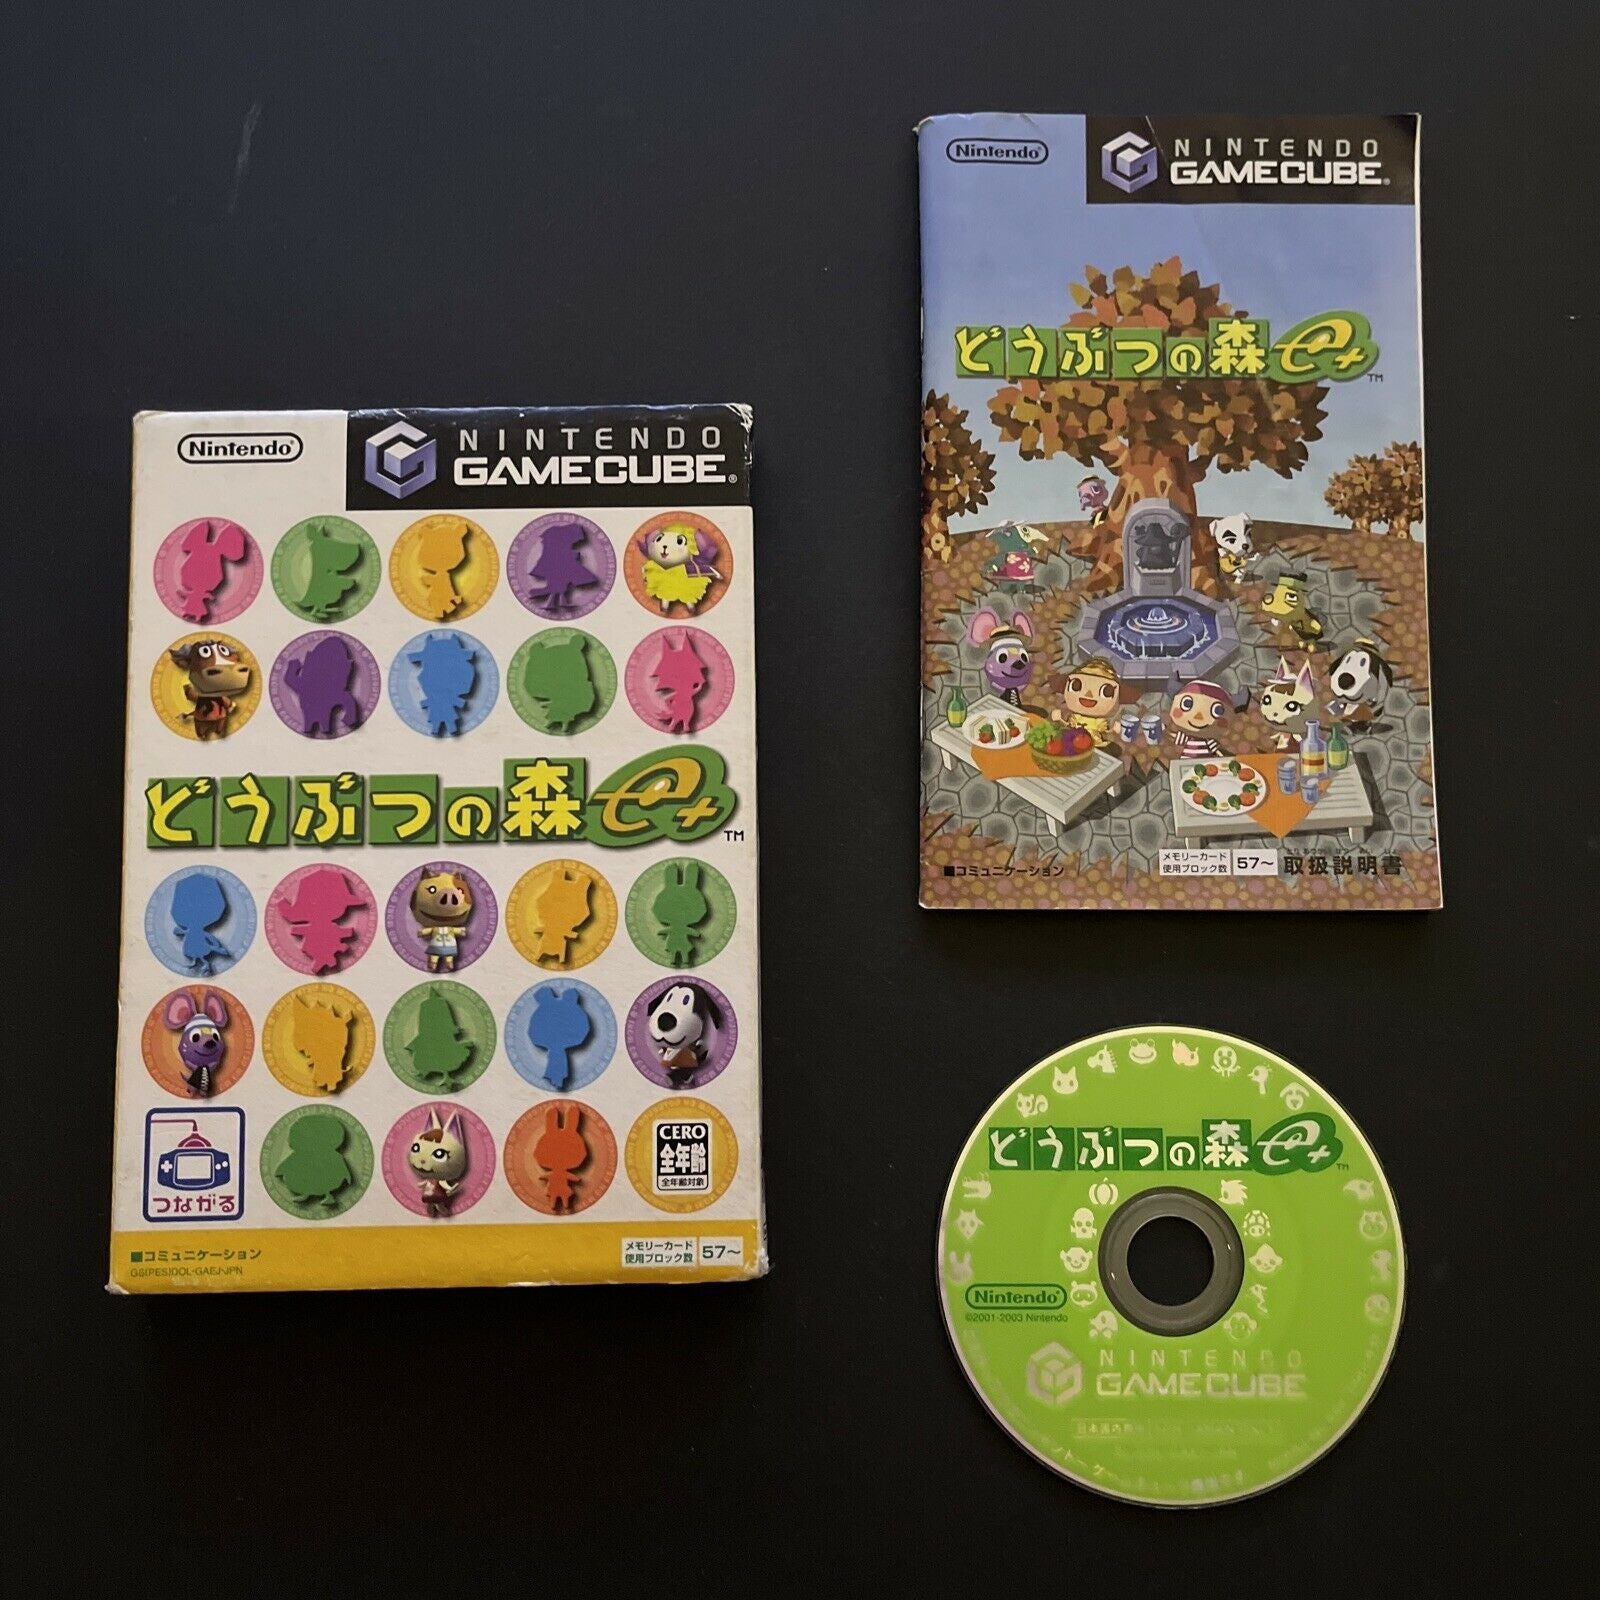 Nintendo®
NINTENDO
GAMECUBE®
どうぶつの森e+™
つながる
CERO
全年齢
全年齢対象
■コミュニケーション
メモリーカード
使用ブロック数
57〜
Nintendo®
NINTENDO
GAMECUBE®
どうぶつの森e+™
■コミュニケーション
メモリーカード
使用ブロック数
57〜
取扱説明書
どうぶつの森e+™
Nintendo®
©2001-2003 Nintendo
NINTENDO
GAMECUBE